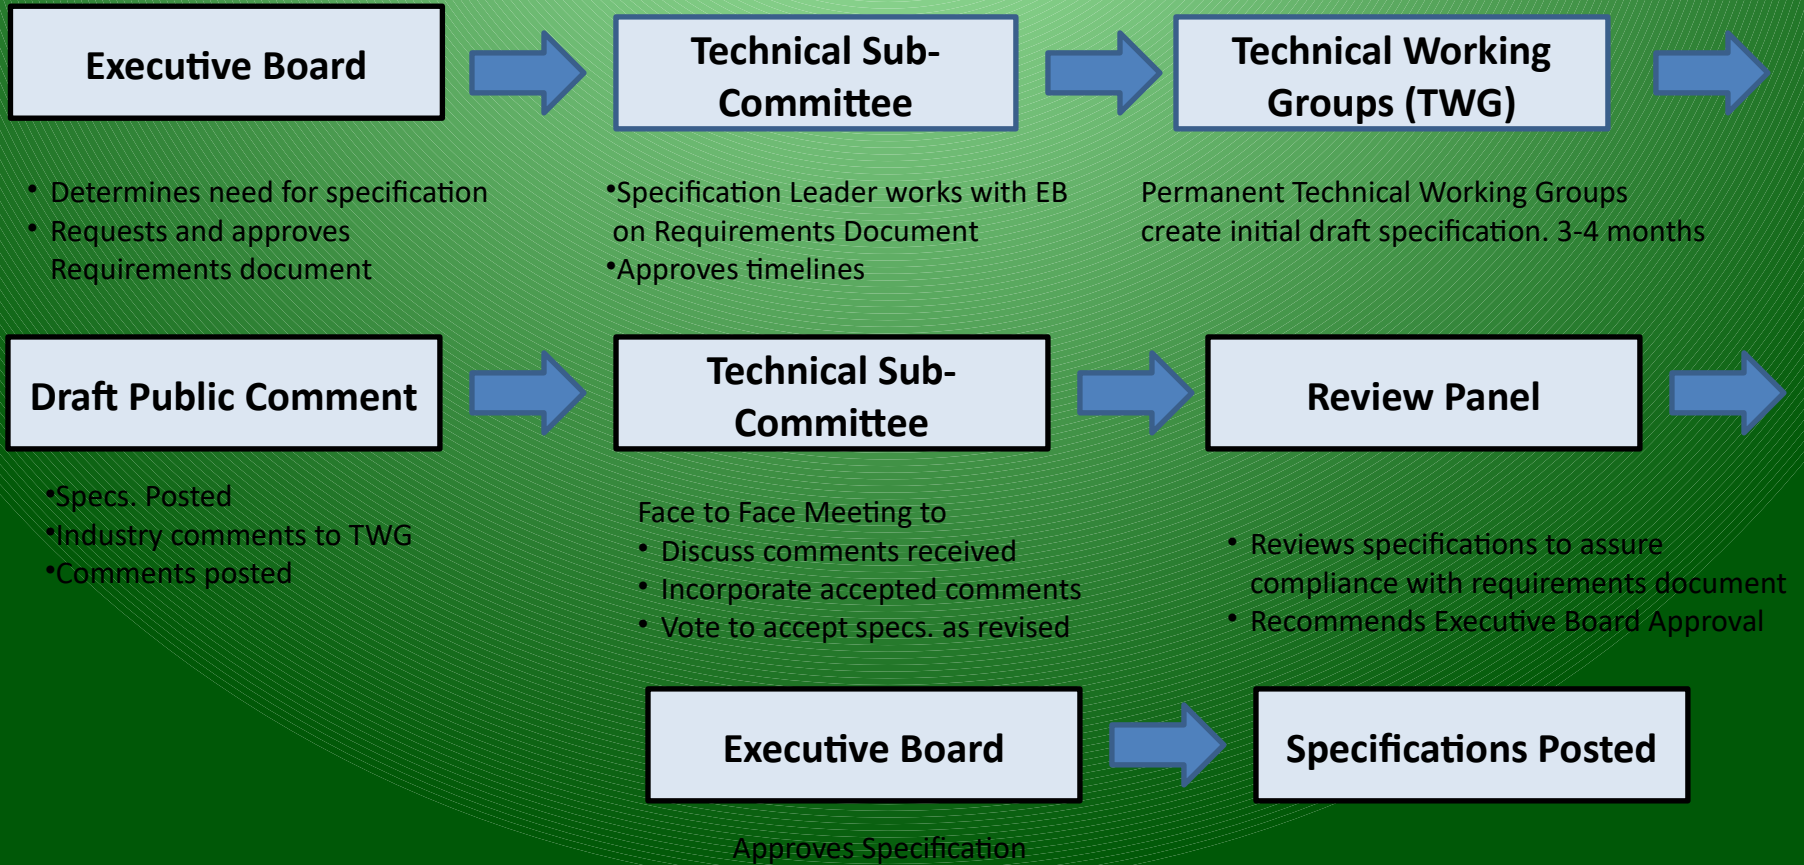 Executive Board
Technical Sub-
Committee
Technical Working
Groups (TWG)
• Determines need for specification
• Requests and approves
Requirements document
•Specification Leader works with EB
on Requirements Document
•Approves timelines
Permanent Technical Working Groups
create initial draft specification. 3-4 months
Draft Public Comment
Technical Sub-
Committee
Review Panel
•Specs. Posted
•Industry comments to TWG
•Comments posted
Face to Face Meeting to
• Discuss comments received
• Incorporate accepted comments
• Vote to accept specs. as revised
• Reviews specifications to assure
compliance with requirements document
• Recommends Executive Board Approval
Executive Board
Specifications Posted
Approves Specification